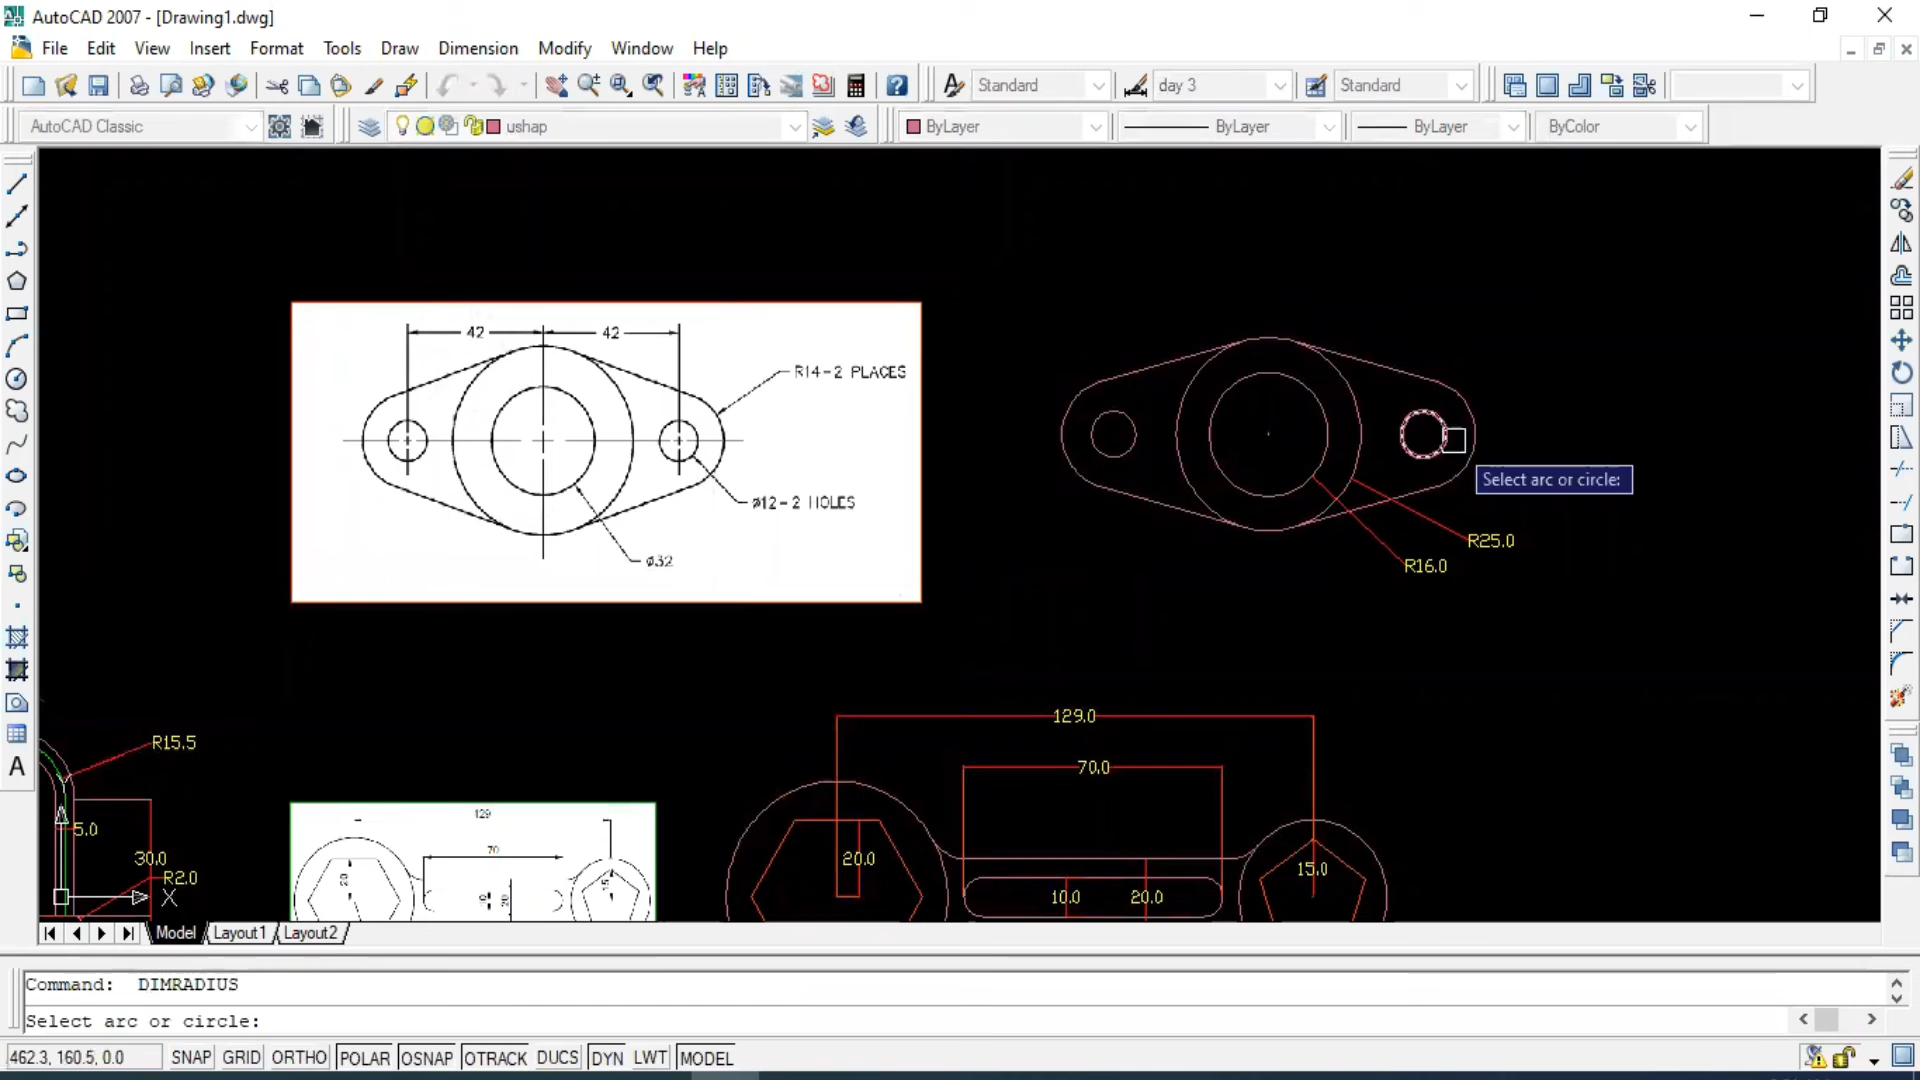 AutoCAD 2007 - [Drawing1.dwg]
File Edit View Insert Format Tools Draw Dimension Modify Window Help
Standard day 3 Standard
AutoCAD Classic ushap ByLayer ByLayer ByLayer ByColor
42 42
R14-2 PLACES
ø12-2 HOLES
ø32
Select arc or circle:
R25.0
R16.0
129.0
70.0
R15.5
5.0
30.0
R2.0
X
129
70
20
10
20
15
20.0
10.0 20.0
15.0
A
Model Layout1 Layout2
Command: DIMRADIUS
Select arc or circle:
462.3, 160.5, 0.0 SNAP GRID ORTHO POLAR OSNAP OTRACK DUCS DYN LWT MODEL